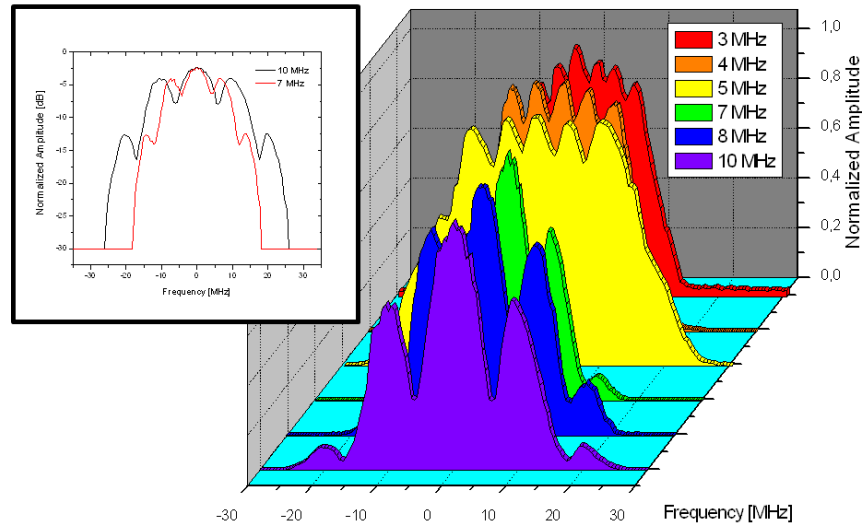 0
-5
-10
-15
-20
-25
-30
Normalized Amplitude [dB]
-30 -20 -10 0 10 20 30
Frequency [MHz]
10 MHz
7 MHz
3 MHz
4 MHz
5 MHz
7 MHz
8 MHz
10 MHz
1,0
0,8
0,6
0,4
0,2
0,0
Normalized Amplitude
-30 -20 -10 0 10 20 30
Frequency [MHz]